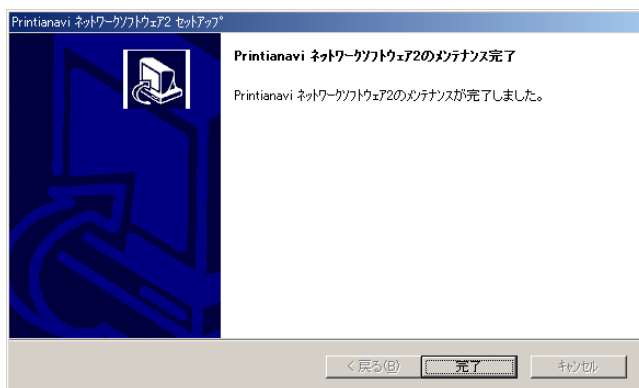 Printianavi ネットワークソフトウェア2 セットアップ
Printianavi ネットワークソフトウェア2のメンテナンス完了
Printianavi ネットワークソフトウェア2のメンテナンスが完了しました。
< 戻る(B) 完了 キャンセル